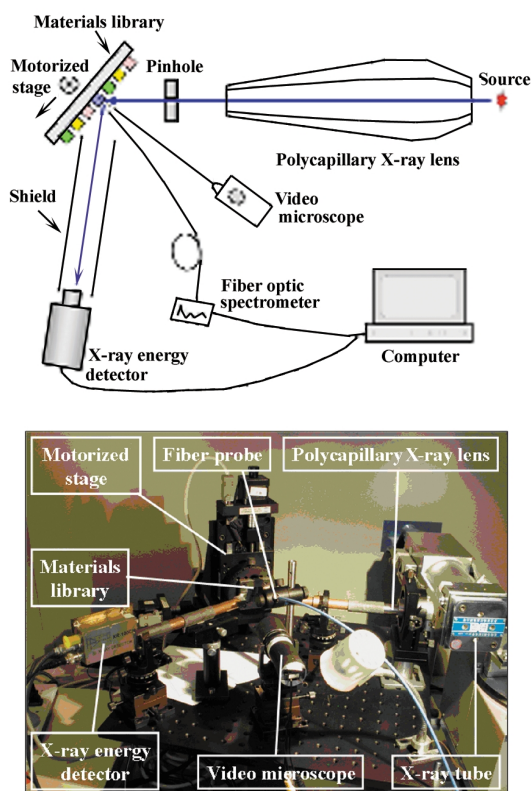 Materials library
Motorized
stage
Pinhole
Source
Polycapillary X-ray lens
Shield
Video
microscope
Fiber optic
spectrometer
X-ray energy
detector
Computer
Motorized
stage
Fiber probe
Polycapillary X-ray lens
Materials
library
X-ray energy
detector
Video microscope
X-ray tube